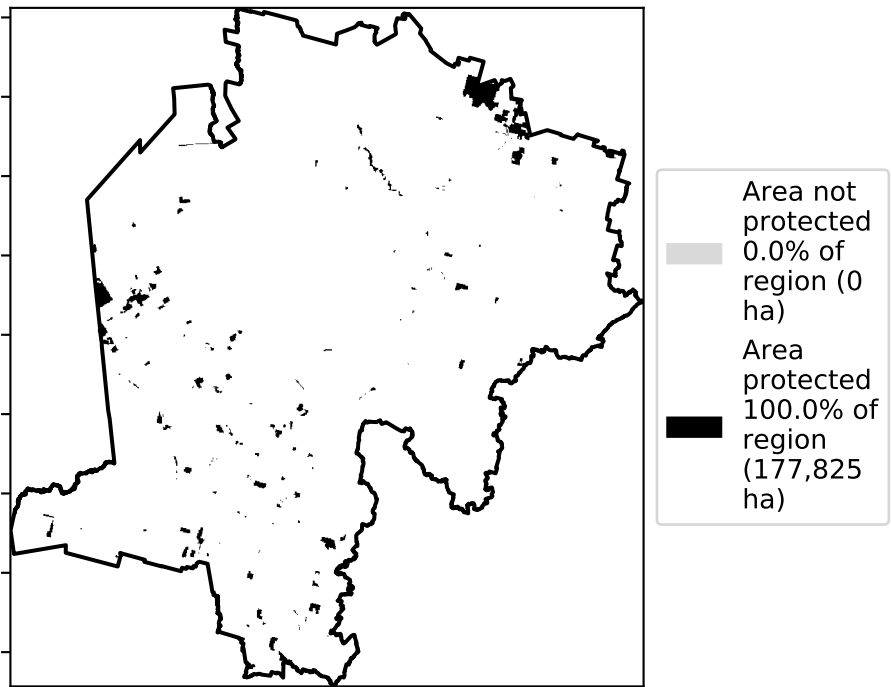 Area not
protected
0.0% of
region (0
ha)
Area
protected
100.0% of
region
(177,825
ha)